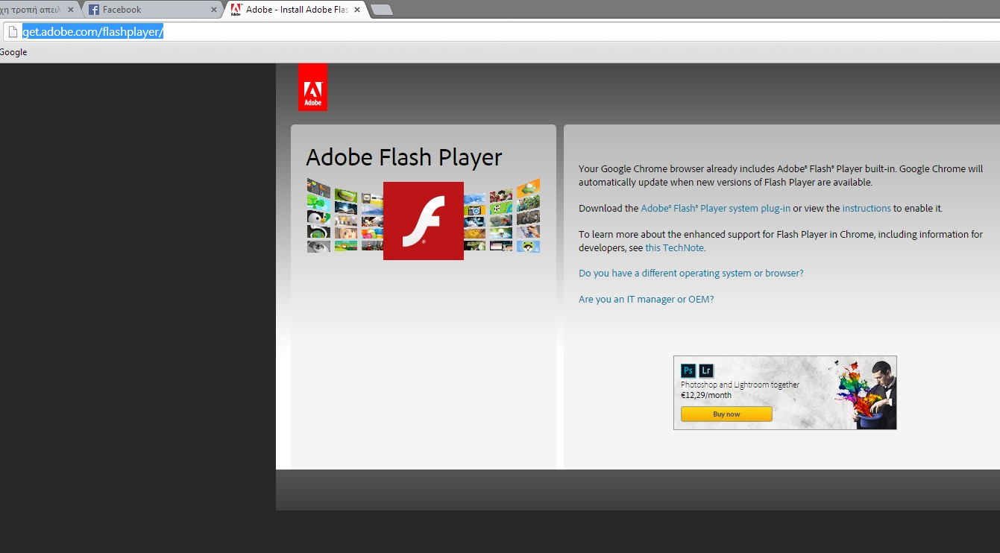 χη τροπή απειλ
Facebook
Adobe - Install Adobe Flas
get.adobe.com/flashplayer/
Google
Adobe
Adobe Flash Player
Your Google Chrome browser already includes Adobe® Flash® Player built-in. Google Chrome will
automatically update when new versions of Flash Player are available.
Download the Adobe® Flash® Player system plug-in or view the instructions to enable it.
To learn more about the enhanced support for Flash Player in Chrome, including information for
developers, see this TechNote.
Do you have a different operating system or browser?
Are you an IT manager or OEM?
Ps Lr
Photoshop and Lightroom together
€12,29/month
Buy now